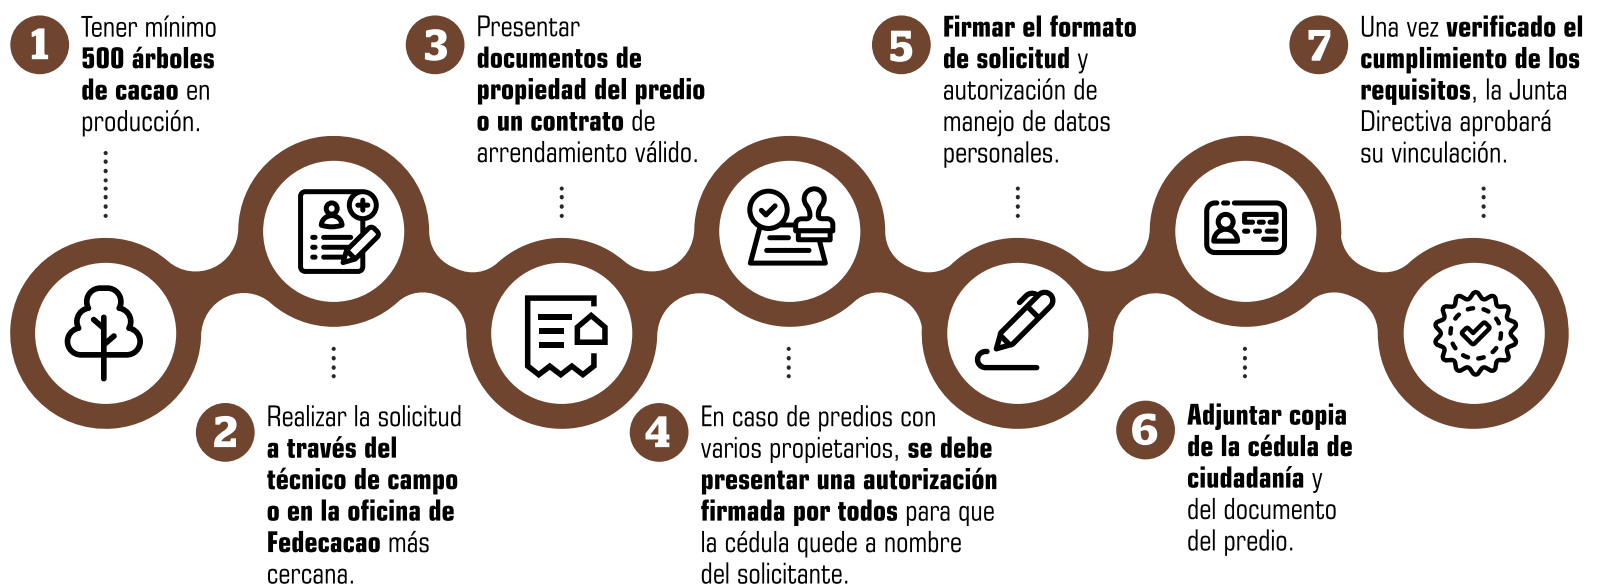 1
Tener mínimo
500 árboles
de cacao en
producción.
2
Realizar la solicitud
a través del
técnico de campo
o en la oficina de
Fedecacao más
cercana.
3
Presentar
documentos de
propiedad del predio
o un contrato de
arrendamiento válido.
4
En caso de predios con
varios propietarios, se debe
presentar una autorización
firmada por todos para que
la cédula quede a nombre
del solicitante.
5
Firmar el formato
de solicitud y
autorización de
manejo de datos
personales.
6
Adjuntar copia
de la cédula de
ciudadanía y
del documento
del predio.
7
Una vez verificado el
cumplimiento de los
requisitos, la Junta
Directiva aprobará
su vinculación.